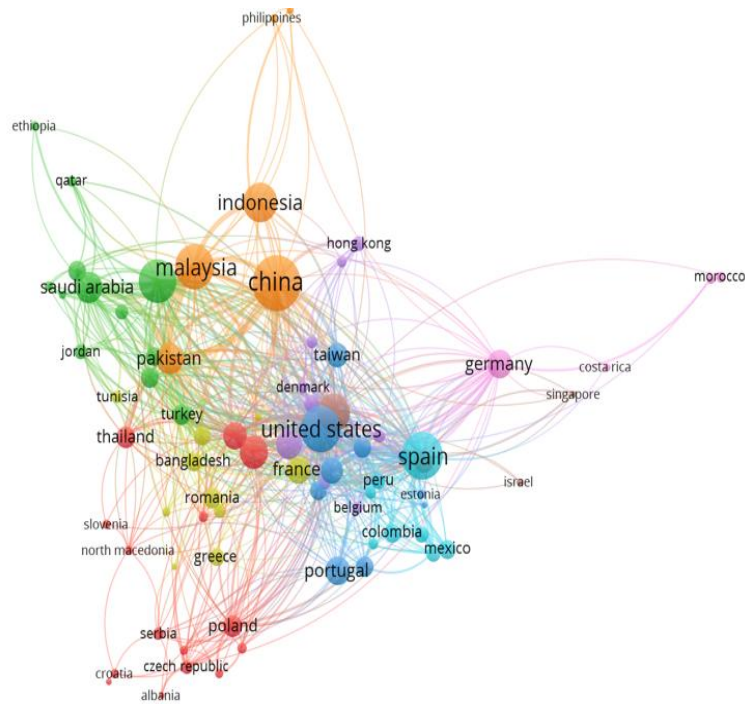 philippines
ethiopia
qatar
indonesia
hong kong
malaysia
china
saudi arabia
morocco
jordan
pakistan
taiwan
germany
costa rica
denmark
singapore
tunisia
turkey
thailand
united states
bangladesh
france
spain
peru
israel
romania
estonia
belgium
slovenia
colombia
north macedonia
greece
mexico
portugal
serbia
poland
czech republic
croatia
albania